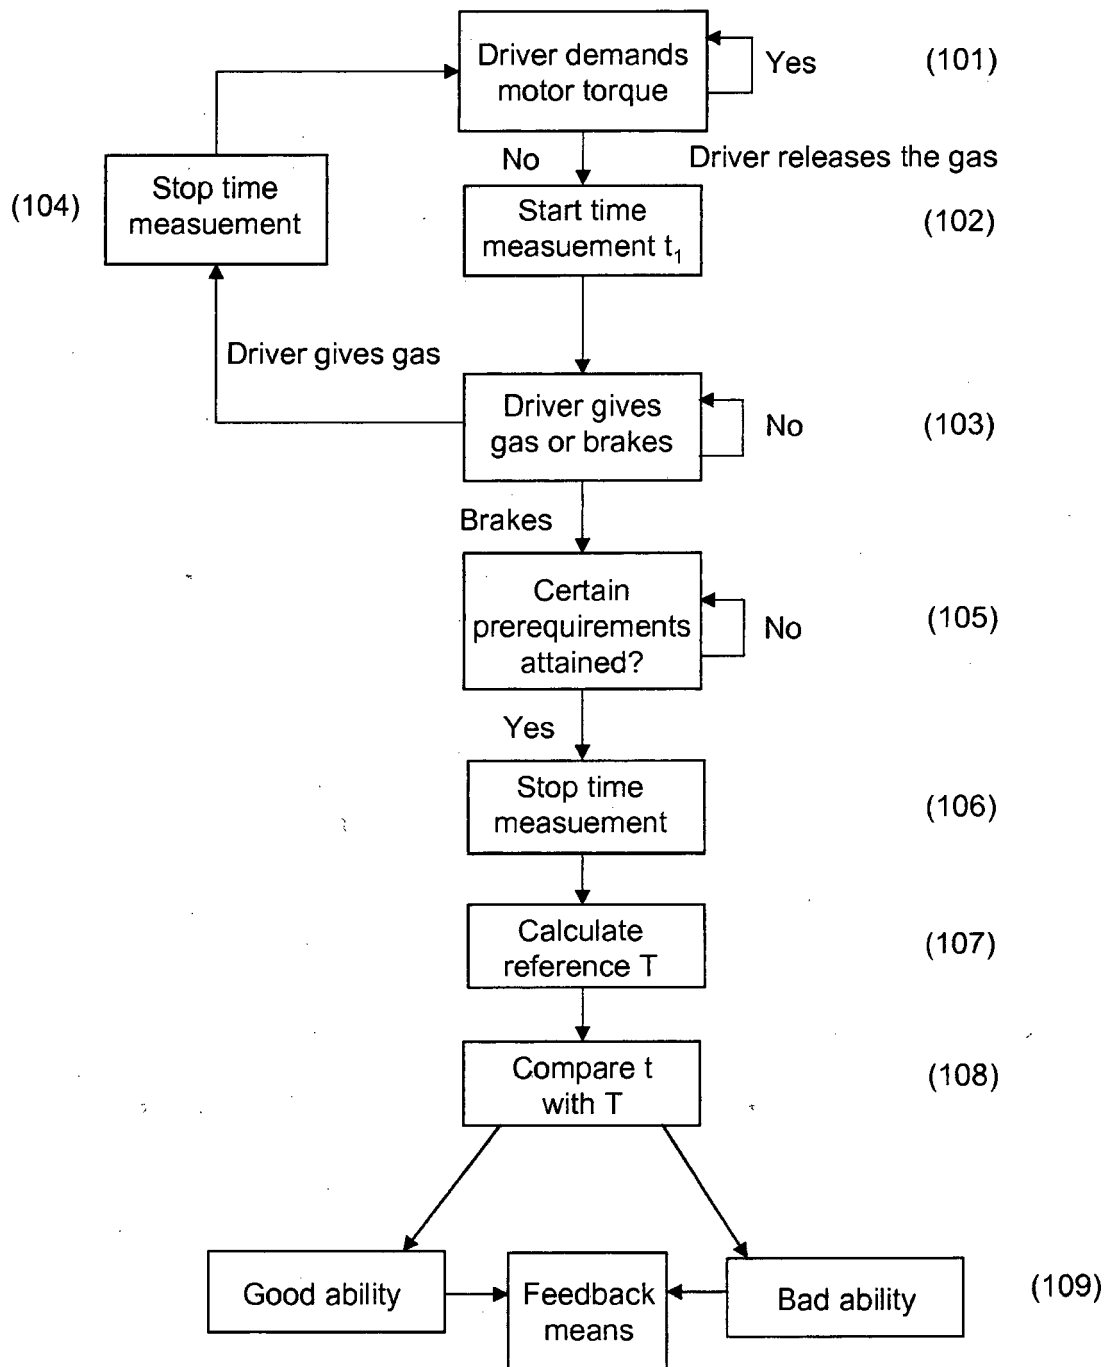 Driver demands
motor torque
Yes
(101)
No
Driver releases the gas
(104)
Stop time
measuement
Start time
measuement t₁
(102)
Driver gives gas
Driver gives
gas or brakes
No
(103)
Brakes
Certain
prerequirements
attained?
No
(105)
Yes
Stop time
measuement
(106)
Calculate
reference T
(107)
Compare t
with T
(108)
Good ability
Feedback
means
Bad ability
(109)